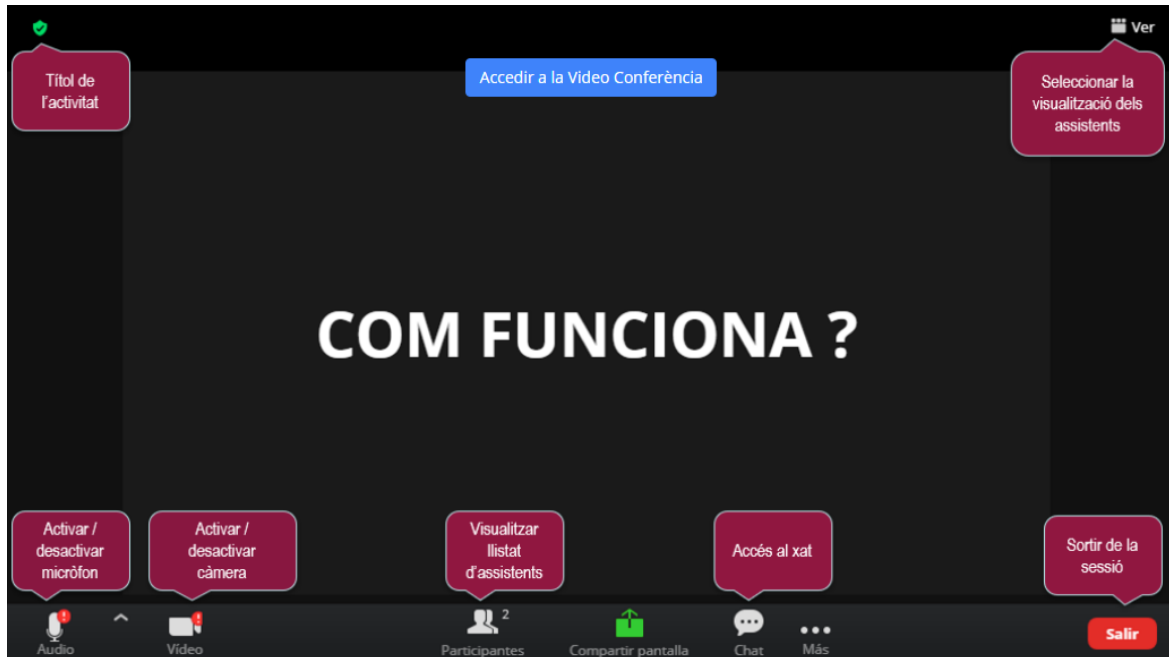 Ver
Títol de
l'activitat
Accedir a la Video Conferència
Seleccionar la
visualització dels
assistents
COM FUNCIONA ?
Activar /
desactivar
micròfon
Activar /
desactivar
càmera
Visualitzar
llistat
d'assistents
Accés al xat
Sortir de la
sessió
2
Audio
Vídeo
Participantes
Compartir pantalla
Chat
Más
Salir